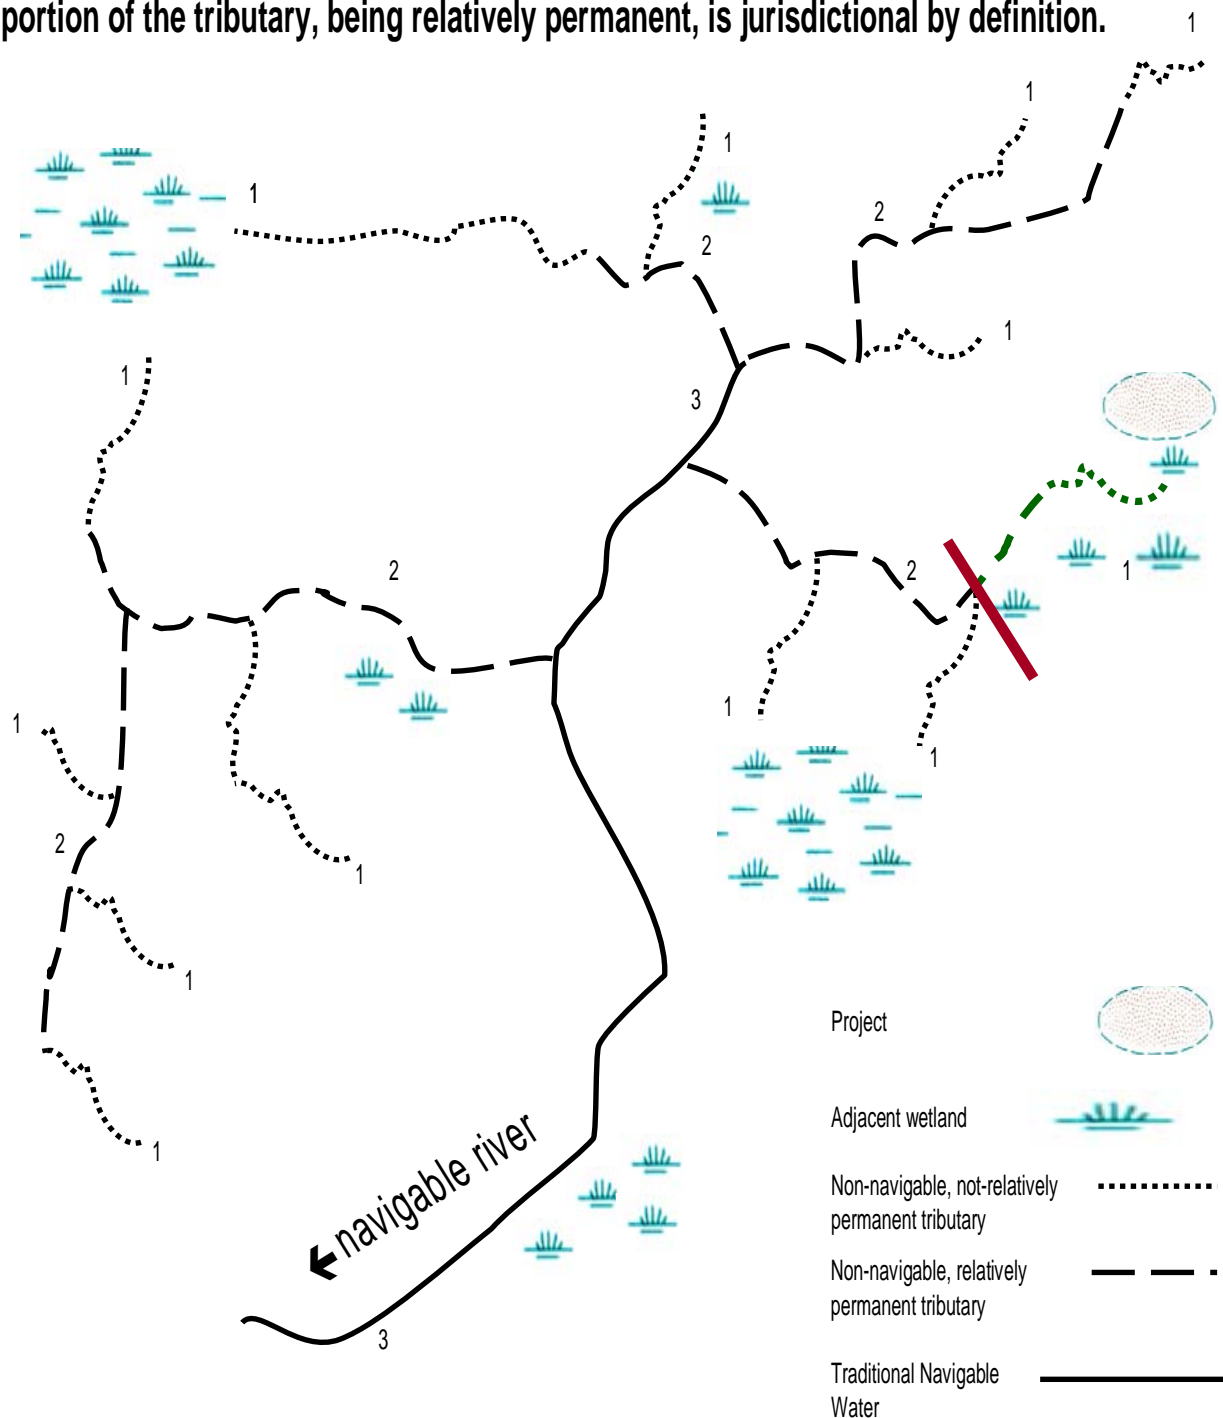 portion of the tributary, being relatively permanent, is jurisdictional by definition.
1
1
1
1
2
2
1
1
3
1
2
2
1
1
1
1
2
1
1
1
Project
Adjacent wetland
Non-navigable, not-relatively
permanent tributary
Non-navigable, relatively
permanent tributary
Traditional Navigable
Water
navigable river
3